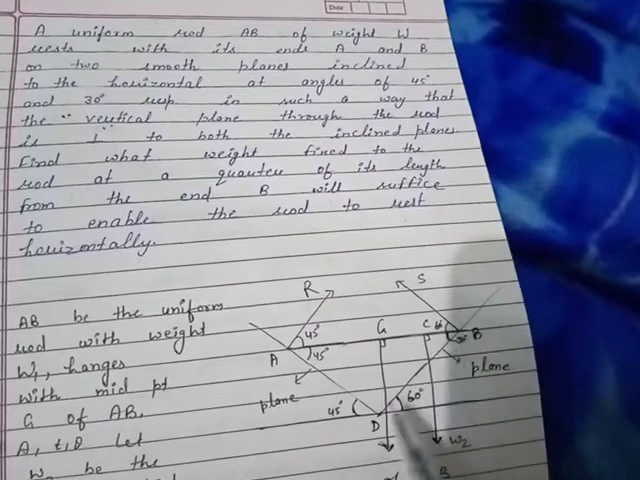 Date
A uniform rod AB of weight W
rests with its ends A and B
on two smooth planes inclined
to the horizontal at angles of 45°
and 30° resp in such a way that
the vertical plane through the rod
is ⊥ to both the inclined planes.
Find what weight fixed to the
rod at a quarter of its length
from the end B will suffice
to enable the rod to rest
horizontally.
AB be the uniform
rod with weight
W1, hanges
with mid pt
G of AB.
A, t, B Let
W be the
R
S
45°
G
C
B
A
45°
plane
plane
45°
60°
D
W2